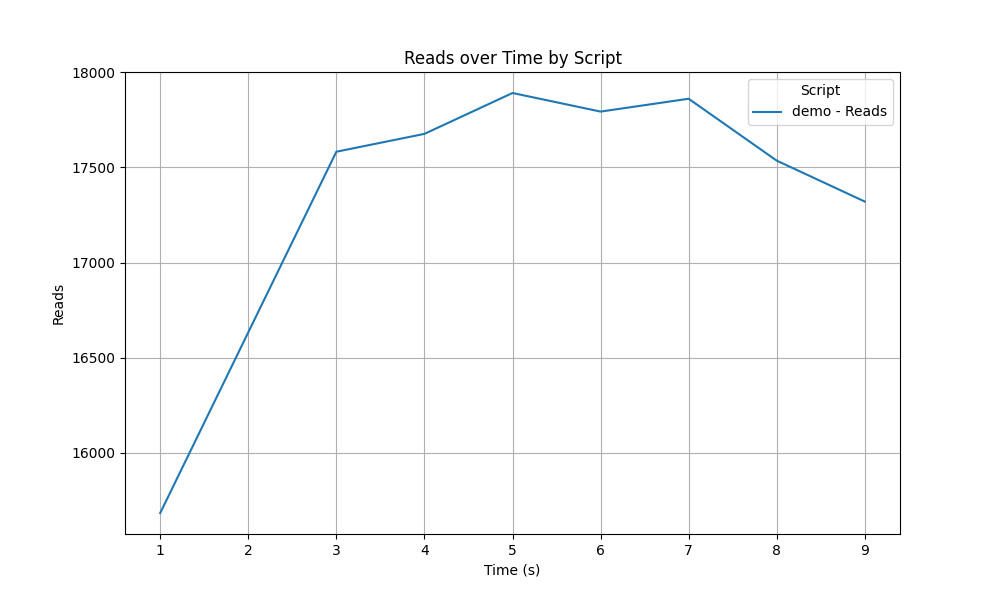 Reads over Time by Script
Script
demo - Reads
18000
17500
17000
16500
16000
Reads
1 2 3 4 5 6 7 8 9
Time (s)